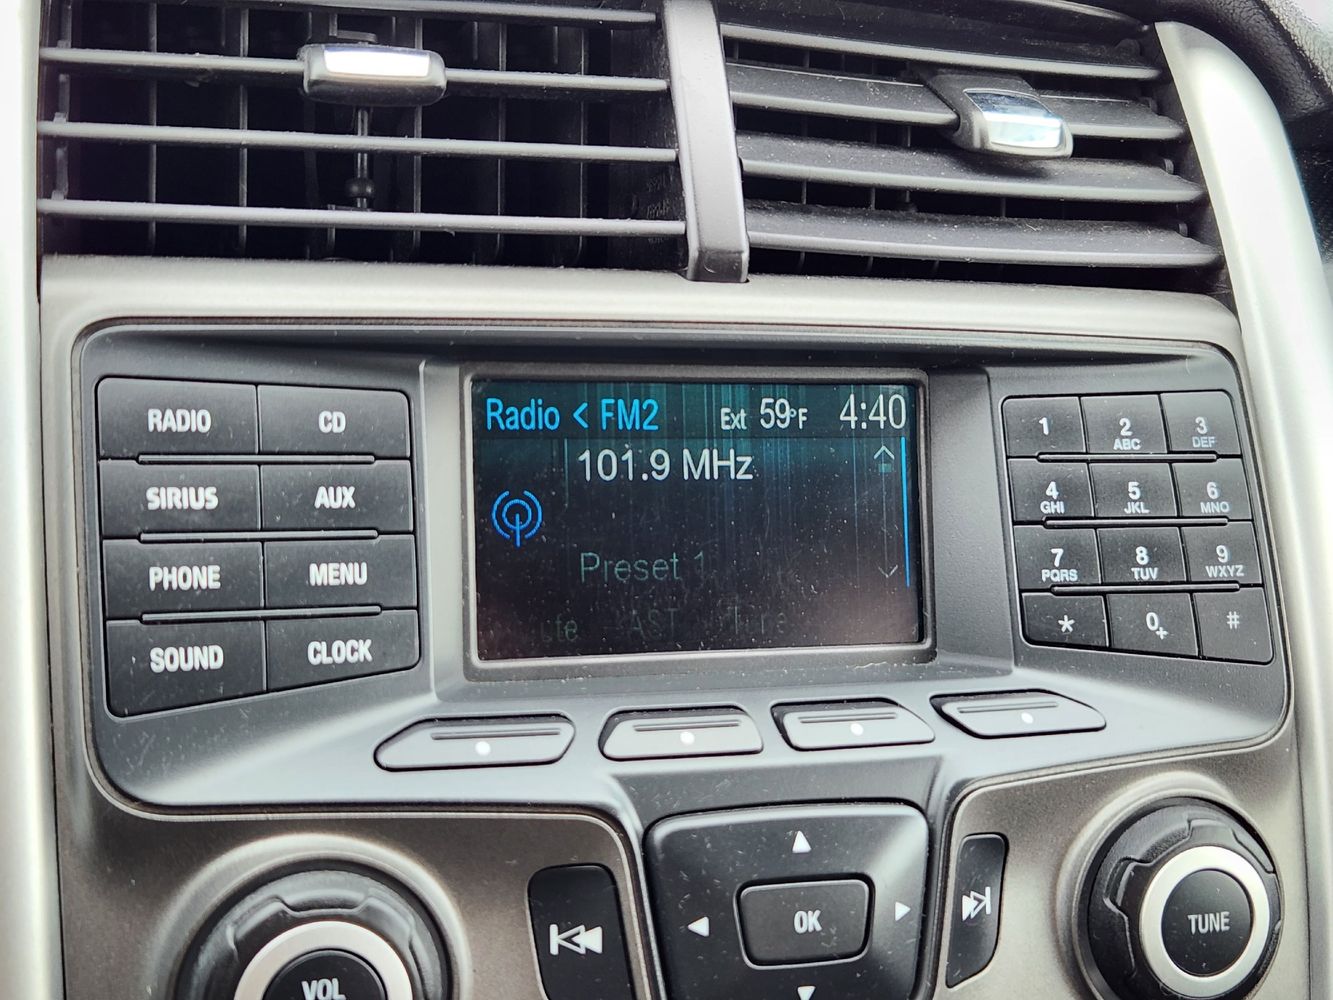 RADIO
CD
SIRIUS
AUX
PHONE
MENU
SOUND
CLOCK
Radio < FM2 Ext 59°F 4:40
101.9 MHz
Preset 1
AST
1
2 ABC
3 DEF
4 GHI
5 JKL
6 MNO
7 PQRS
8 TUV
9 WXYZ
*
0+
#
OK
VOL
TUNE